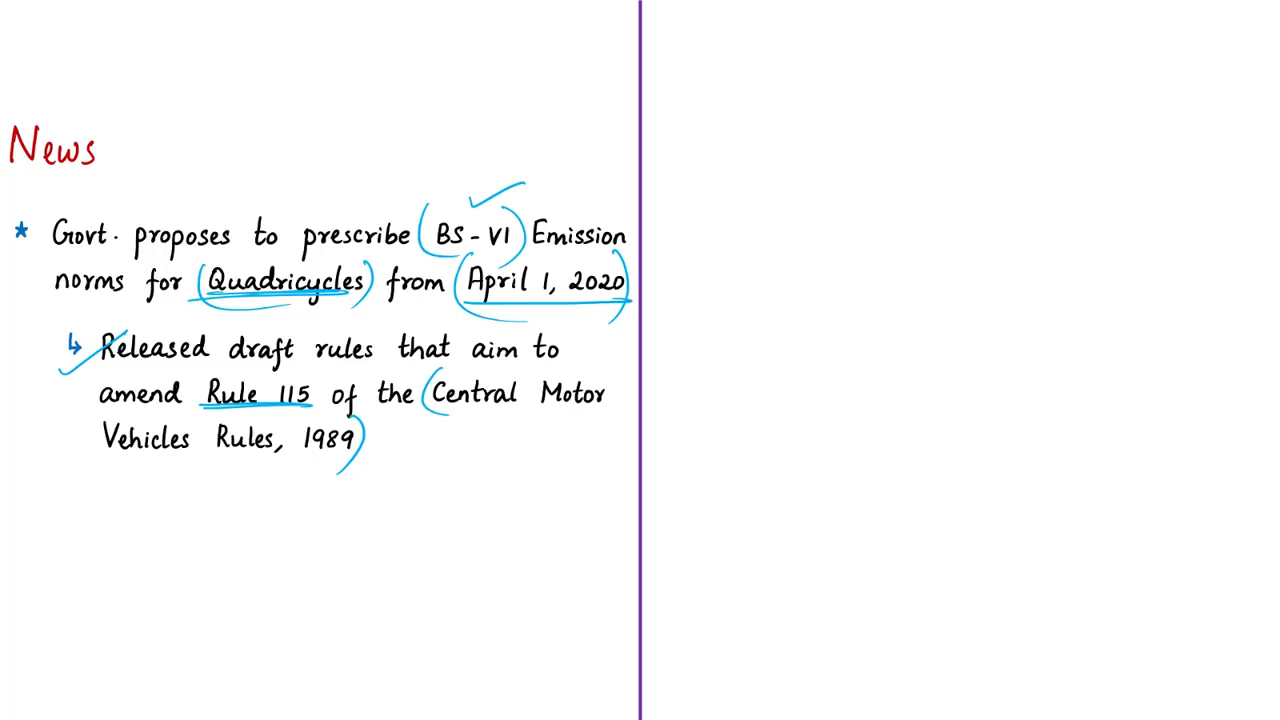 News
* Govt. proposes to prescribe (BS-VI) Emission
norms for (Quadricycles) from (April 1, 2020)
↳ Released draft rules that aim to
amend Rule 115 of the (Central Motor
Vehicles Rules, 1989)